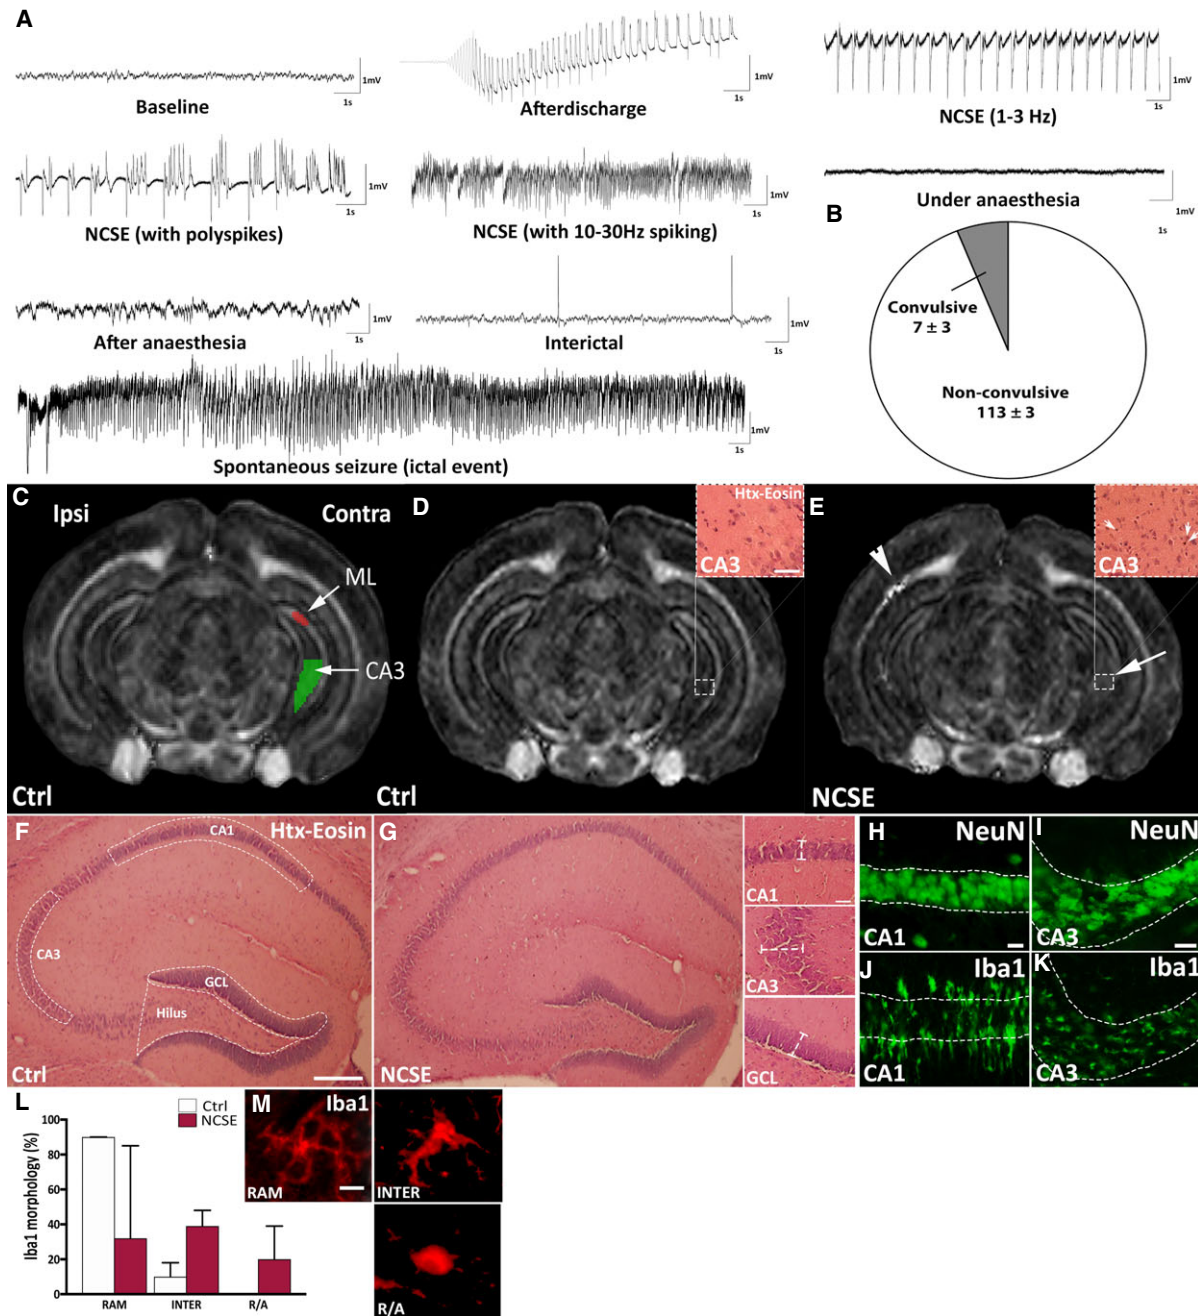 A
1mV
1s
Baseline
1mV
1s
Afterdischarge
1mV
1s
NCSE (1-3 Hz)
1mV
1s
NCSE (with polyspikes)
1mV
1s
NCSE (with 10-30Hz spiking)
1mV
1s
Under anaesthesia
B
Convulsive
7 ± 3
Non-convulsive
113 ± 3
1mV
1s
After anaesthesia
1mV
1s
Interictal
1mV
1s
Spontaneous seizure (ictal event)
C
Ipsi
Contra
ML
CA3
Ctrl
D
Htx-Eosin
CA3
Ctrl
E
CA3
NCSE
F
Htx-Eosin
CA1
CA3
GCL
Hilus
Ctrl
G
NCSE
CA1
CA3
GCL
H
NeuN
CA1
I
NeuN
CA3
J
Iba1
CA1
K
Iba1
CA3
L
Ctrl
NCSE
Iba1 morphology (%)
100
80
60
40
20
0
RAM
INTER
R/A
M
Iba1
RAM
INTER
R/A